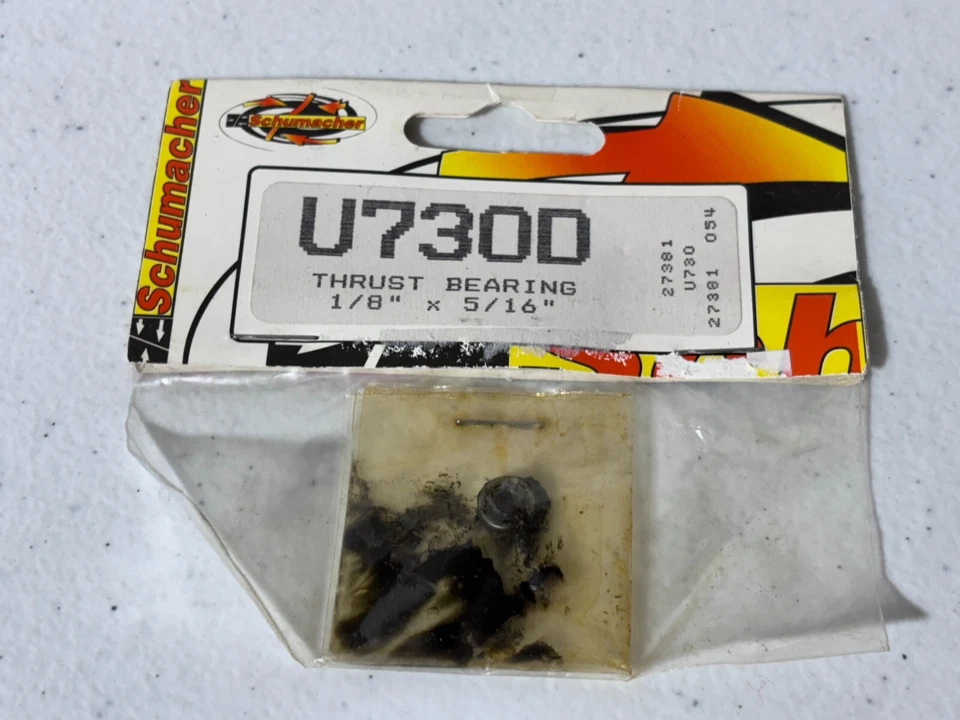 Schumacher
Schumacher
U730D
THRUST BEARING
1/8" x 5/16"
27381
U730
27381 054